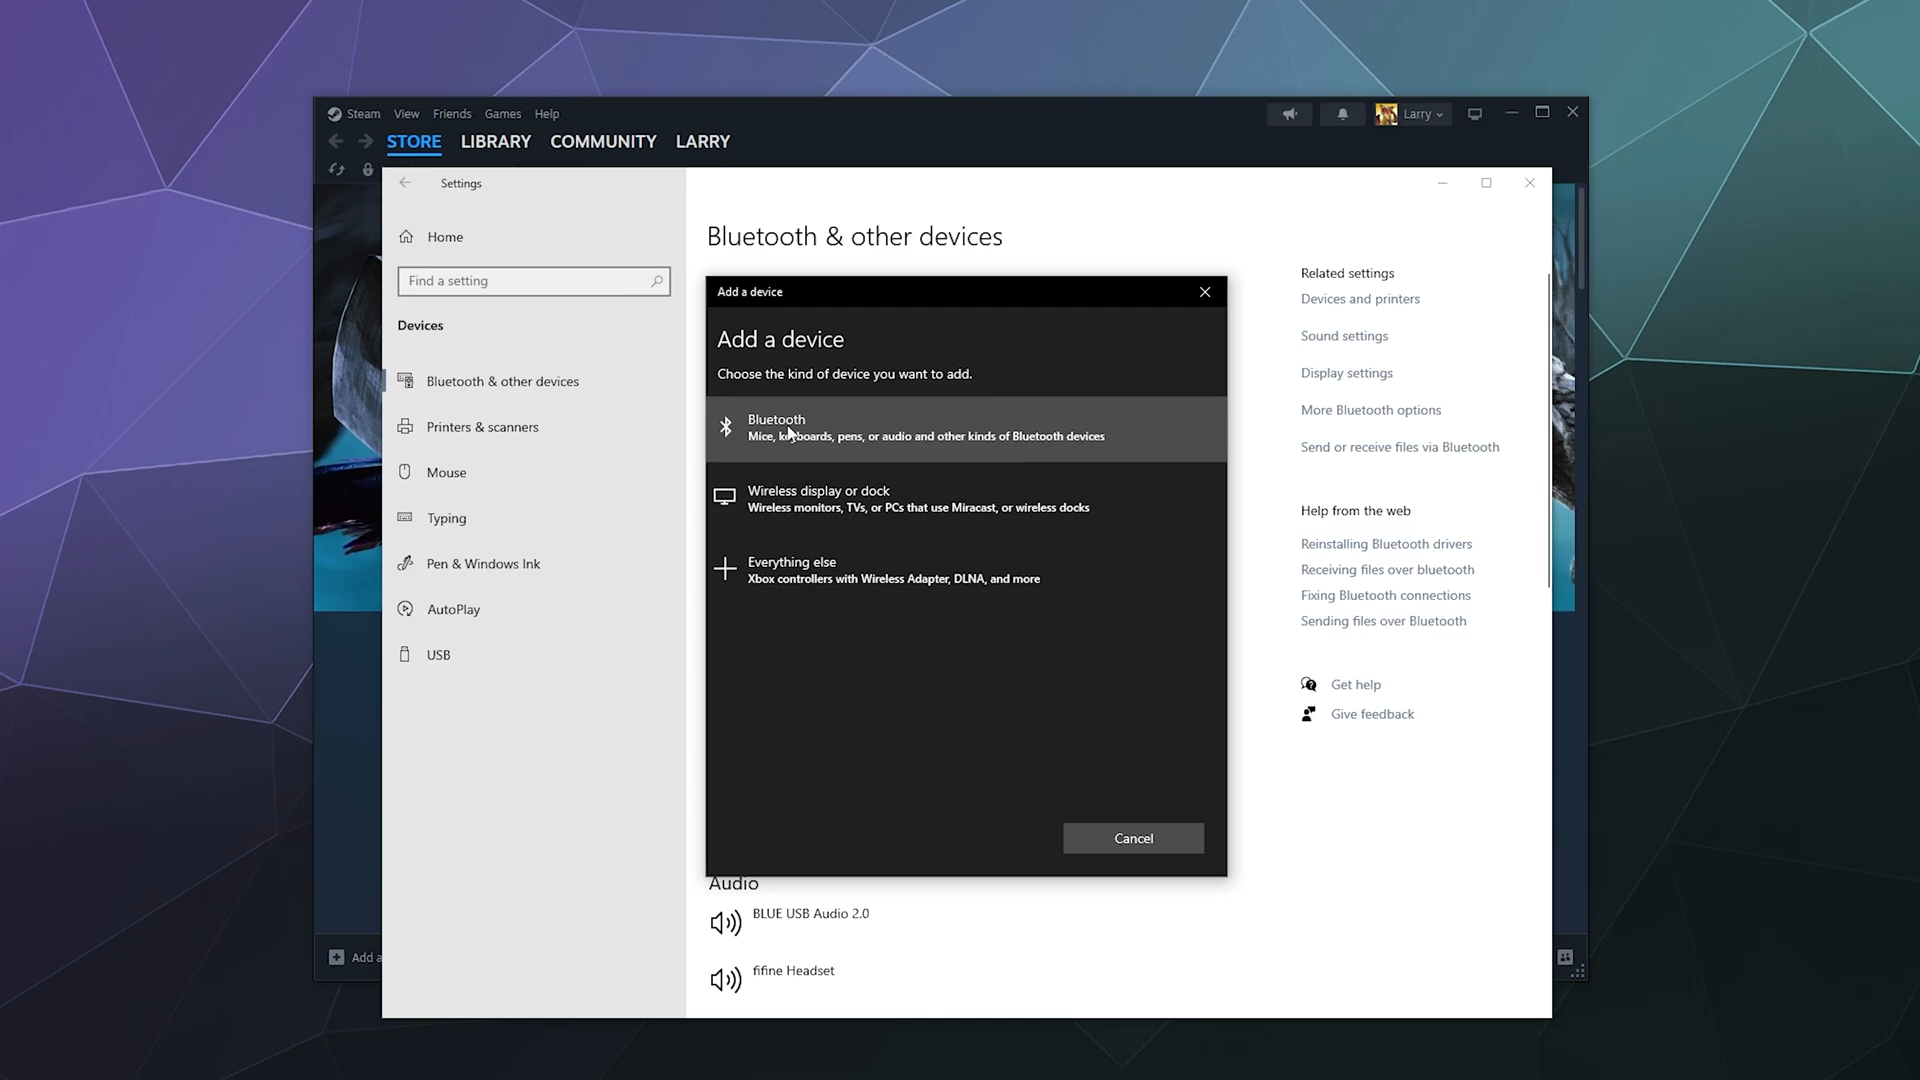 Steam View Friends Games Help
Larry
STORE LIBRARY COMMUNITY LARRY
Settings
Home
Find a setting
Devices
Bluetooth & other devices
Printers & scanners
Mouse
Typing
Pen & Windows Ink
AutoPlay
USB
Bluetooth & other devices
Add a device
Add a device
Choose the kind of device you want to add.
Bluetooth
Mice, keyboards, pens, or audio and other kinds of Bluetooth devices
Wireless display or dock
Wireless monitors, TVs, or PCs that use Miracast, or wireless docks
Everything else
Xbox controllers with Wireless Adapter, DLNA, and more
Cancel
Audio
BLUE USB Audio 2.0
fifine Headset
Related settings
Devices and printers
Sound settings
Display settings
More Bluetooth options
Send or receive files via Bluetooth
Help from the web
Reinstalling Bluetooth drivers
Receiving files over bluetooth
Fixing Bluetooth connections
Sending files over Bluetooth
Get help
Give feedback
Add a